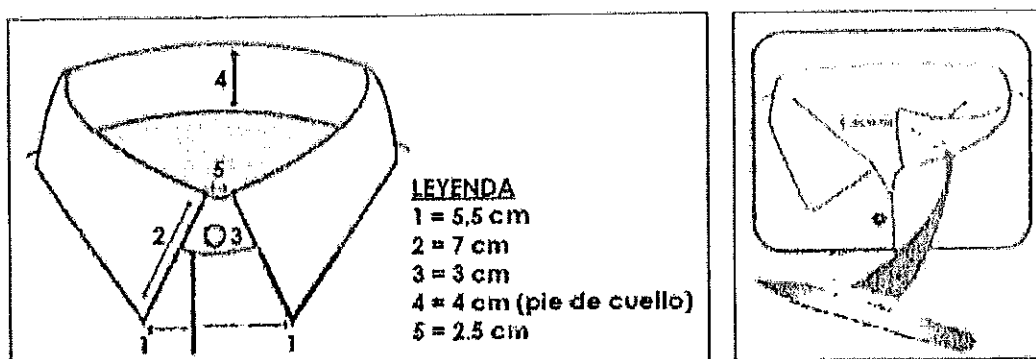 4
5
2
3
1
1
LEYENDA
1 = 5,5 cm
2 = 7 cm
3 = 3 cm
4 = 4 cm (pie de cuello)
5 = 2.5 cm